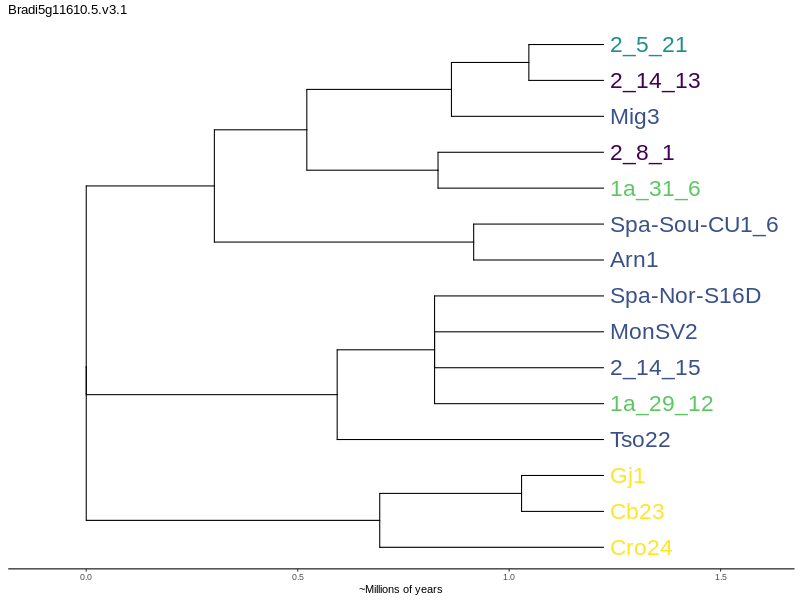 Bradi5g11610.5.v3.1
2_5_21
2_14_13
Mig3
2_8_1
1a_31_6
Spa-Sou-CU1_6
Arn1
Spa-Nor-S16D
MonSV2
2_14_15
1a_29_12
Tso22
Gj1
Cb23
Cro24
0.0 0.5 1.0 1.5
~Millions of years